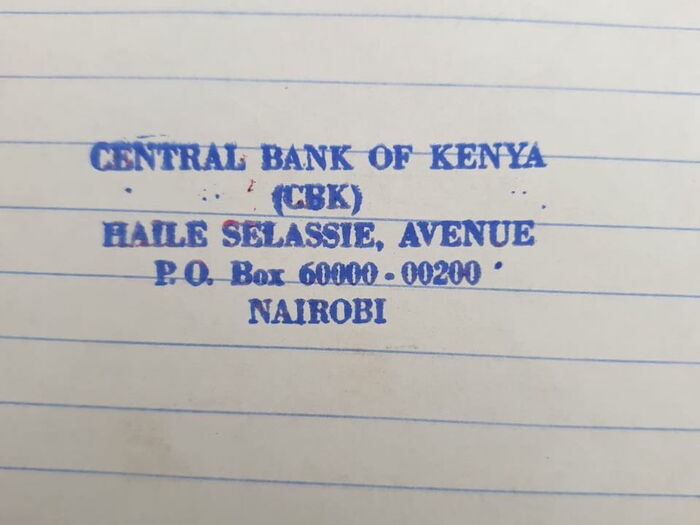 CENTRAL BANK OF KENYA
(CBK)
HAILE SELASSIE, AVENUE
P. O. Box 60000 - 00200
NAIROBI